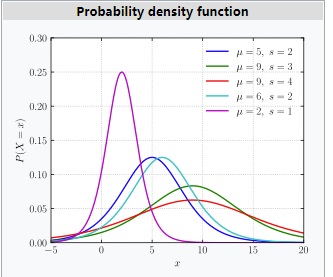 Probability density function
P(X = x)
0.30
0.25
0.20
0.15
0.10
0.05
0.00
μ = 5, s = 2
μ = 9, s = 3
μ = 9, s = 4
μ = 6, s = 2
μ = 2, s = 1
−5 0 5 10 15 20
x